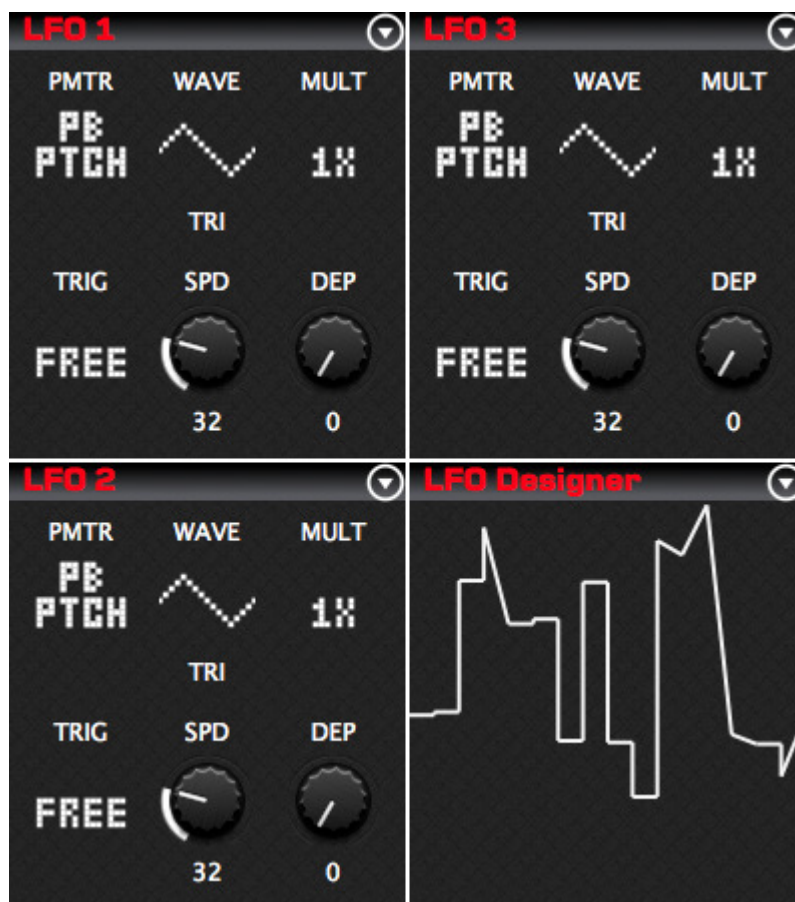 LFO 1
PMTR WAVE MULT
PB
PTCH 1X
TRI
TRIG SPD DEP
FREE
32 0
LFO 3
PMTR WAVE MULT
PB
PTCH 1X
TRI
TRIG SPD DEP
FREE
32 0
LFO 2
PMTR WAVE MULT
PB
PTCH 1X
TRI
TRIG SPD DEP
FREE
32 0
LFO Designer